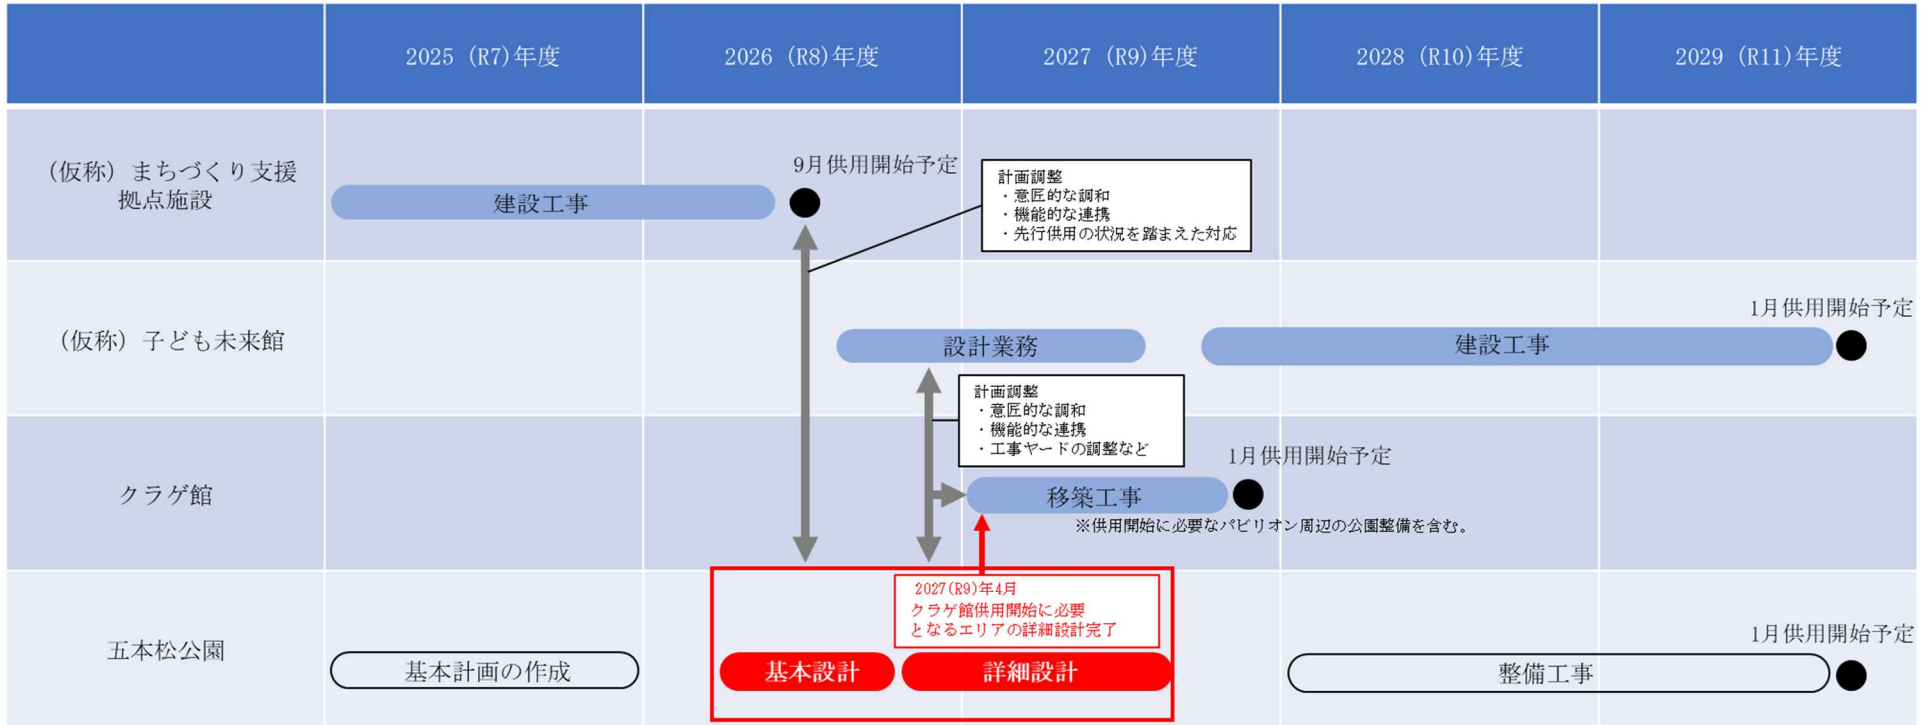 2025（R7)年度
2026（R8)年度
2027（R9)年度
2028（R10)年度
2029（R11)年度
（仮称）まちづくり支援
拠点施設
建設工事
9月供用開始予定
計画調整
・意匠的な調和
・機能的な連携
・先行供用の状況を踏まえた対応
（仮称）子ども未来館
設計業務
建設工事
1月供用開始予定
計画調整
・意匠的な調和
・機能的な連携
・工事ヤードの調整など
クラゲ館
移築工事
1月供用開始予定
※供用開始に必要なパビリオン周辺の公園整備を含む。
2027(R9)年4月
クラゲ館供用開始に必要
となるエリアの詳細設計完了
五本松公園
基本計画の作成
基本設計
詳細設計
整備工事
1月供用開始予定